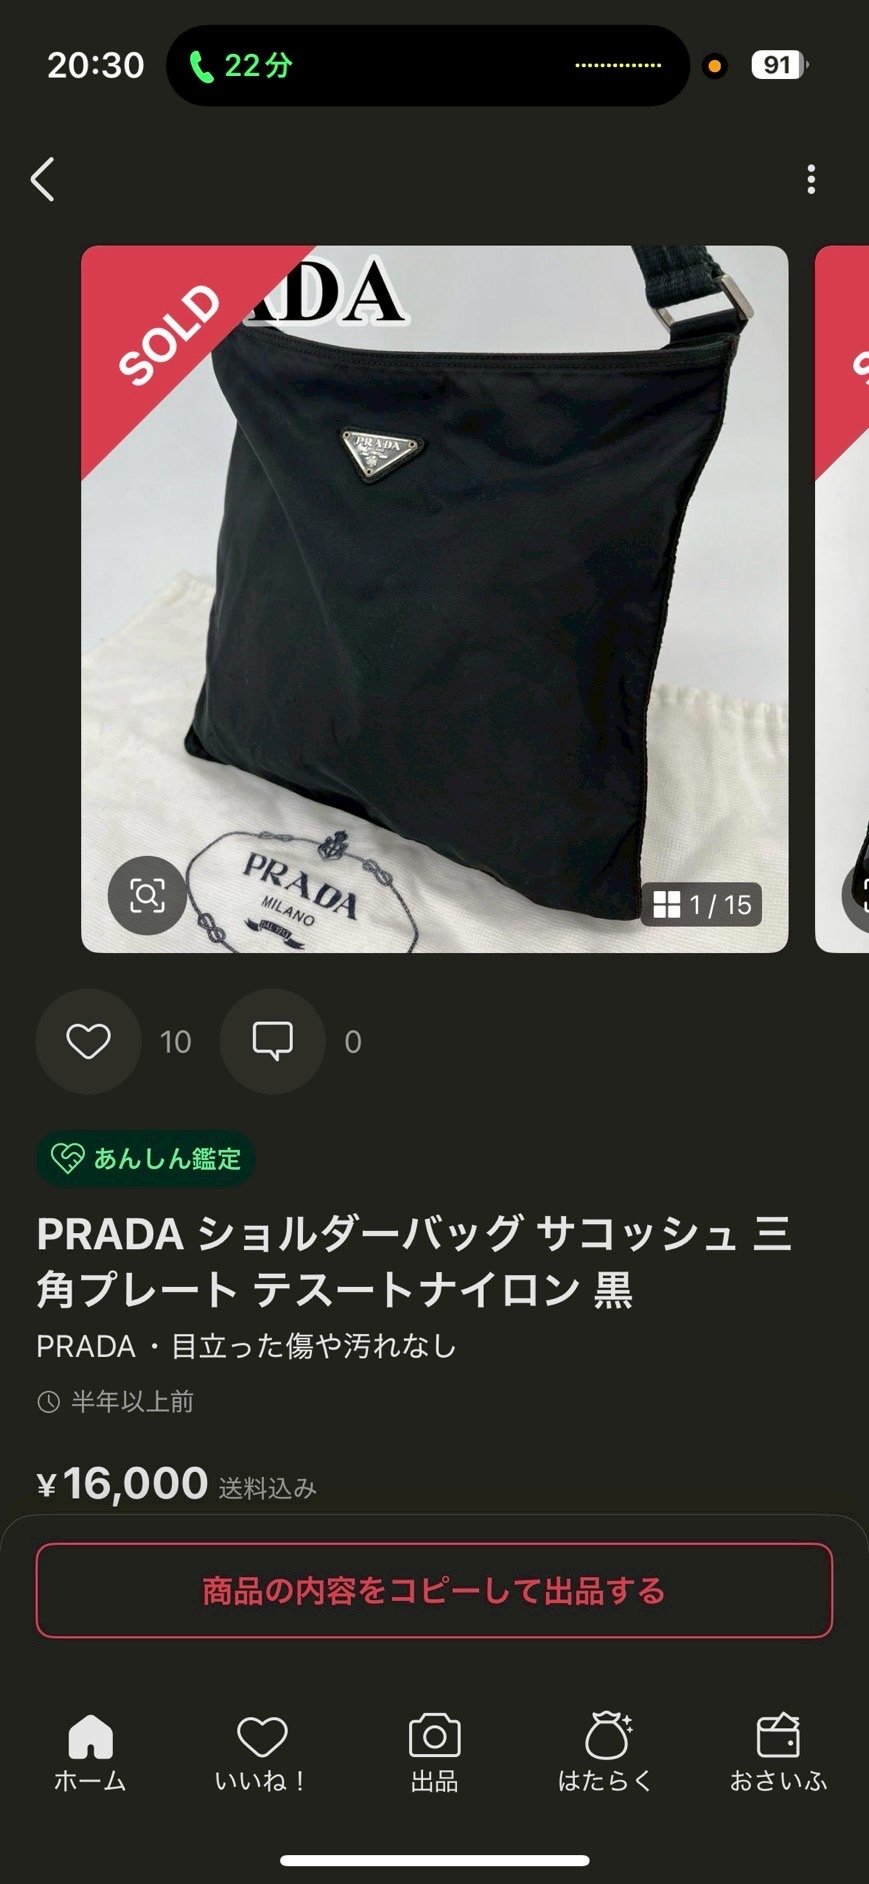 20:30
22分
91
SOLD
ADA
PRADA
PRADA
MILANO
1 / 15
10
0
あんしん鑑定
PRADA ショルダーバッグ サコッシュ 三
角プレート テスートナイロン 黒
PRADA・目立った傷や汚れなし
半年以上前
¥16,000 送料込み
商品の内容をコピーして出品する
ホーム
いいね！
出品
はたらく
おさいふ